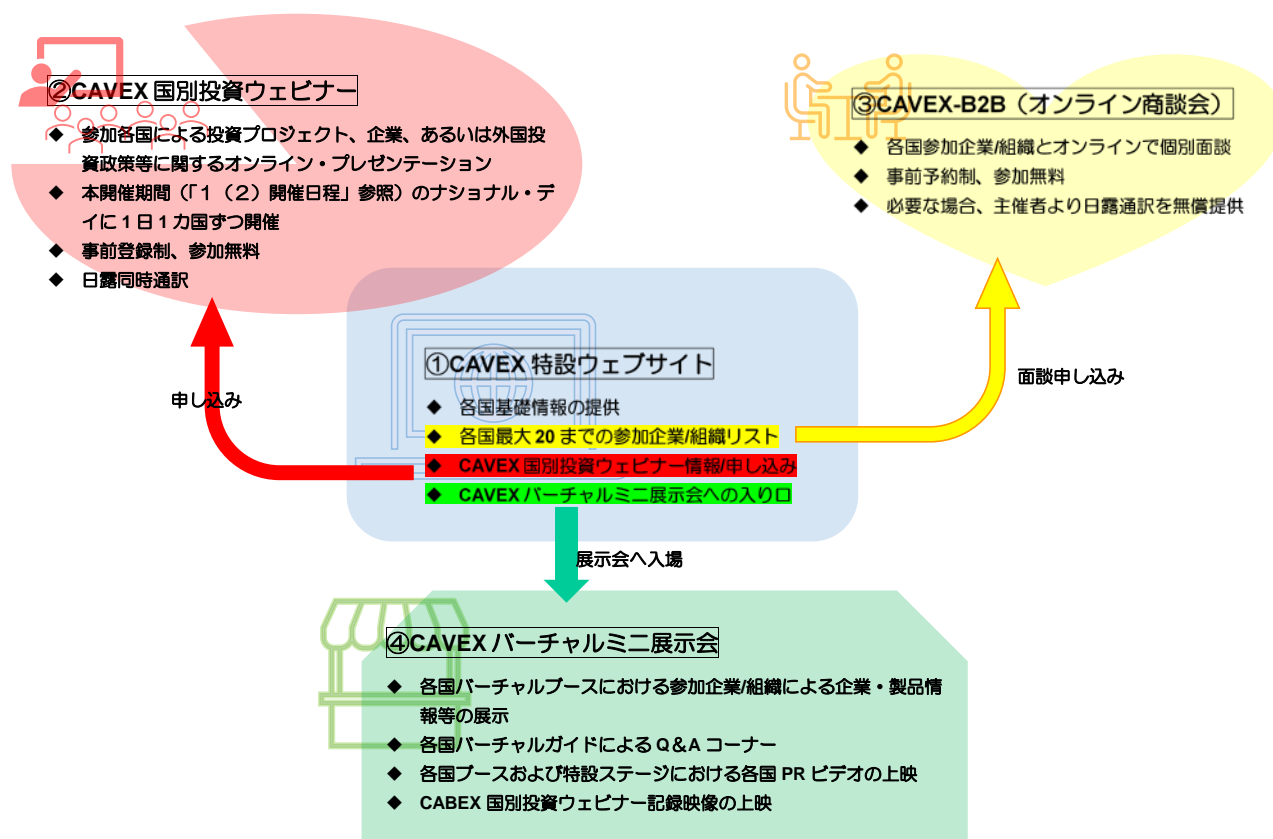 ②CAVEX 国別投資ウェビナー
◆ 参加各国による投資プロジェクト、企業、あるいは外国投
資政策等に関するオンライン・プレゼンテーション
◆ 本開催期間（「１（２）開催日程」参照）のナショナル・デ
イに１日１カ国ずつ開催
◆ 事前登録制、参加無料
◆ 日露同時通訳
③CAVEX-B2B（オンライン商談会）
◆ 各国参加企業/組織とオンラインで個別面談
◆ 事前予約制、参加無料
◆ 必要な場合、主催者より日露通訳を無償提供
申し込み
面談申し込み
①CAVEX 特設ウェブサイト
◆ 各国基礎情報の提供
◆ 各国最大 20 までの参加企業/組織リスト
◆ CAVEX 国別投資ウェビナー情報/申し込み
◆ CAVEX バーチャルミニ展示会への入り口
展示会へ入場
④CAVEX バーチャルミニ展示会
◆ 各国バーチャルブースにおける参加企業/組織による企業・製品情
報等の展示
◆ 各国バーチャルガイドによる Q＆A コーナー
◆ 各国ブースおよび特設ステージにおける各国 PR ビデオの上映
◆ CABEX 国別投資ウェビナー記録映像の上映